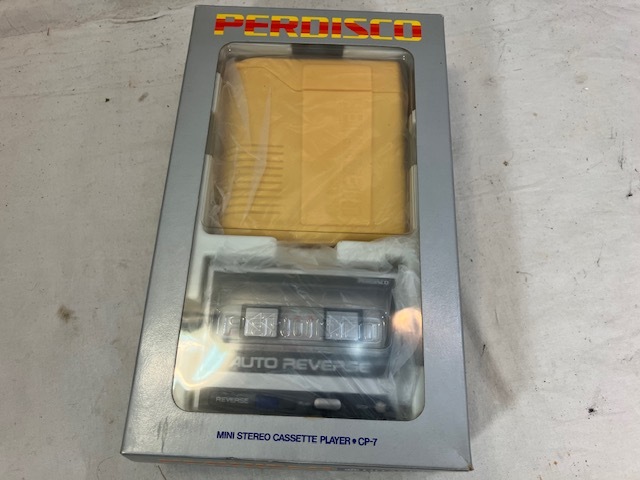 PERDISCO
AUTO REVERSE
REVERSE
MINI STEREO CASSETTE PLAYER • CP-7